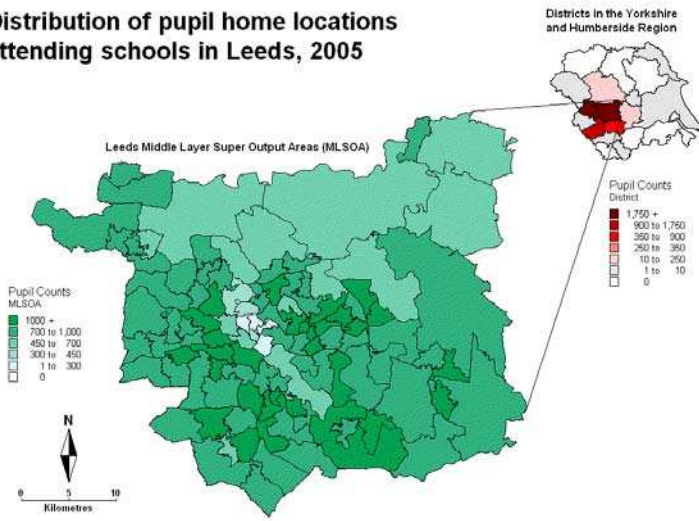 Distribution of pupil home locations
attending schools in Leeds, 2005
Districts in the Yorkshire
and Humberside Region
Leeds Middle Layer Super Output Areas (MLSOA)
Pupil Counts
District
1,750 +
900 to 1,750
350 to 900
250 to 350
10 to 250
1 to 10
0
Pupil Counts
MLSOA
1000 +
700 to 1,000
450 to 700
300 to 450
1 to 300
0
N
0 5 10
Kilometres